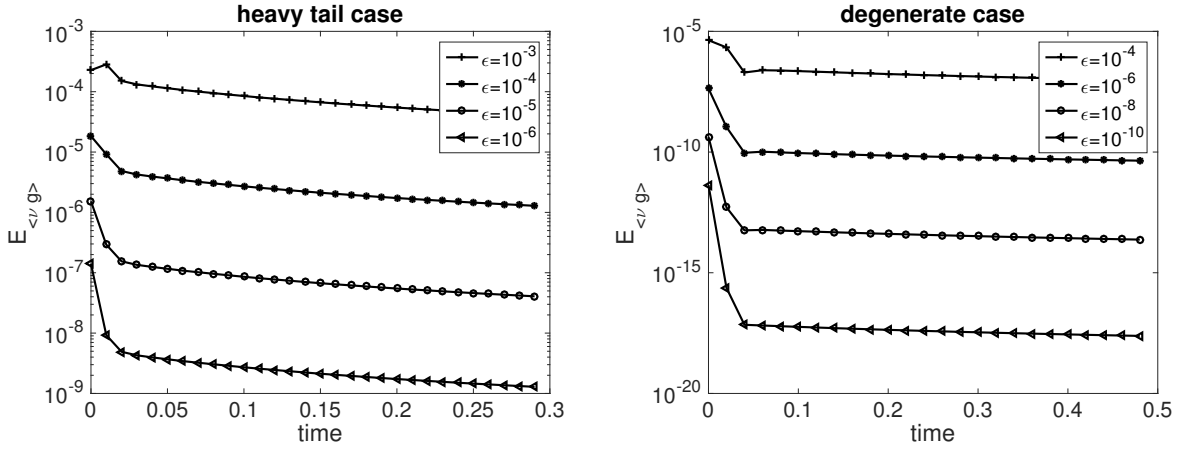 heavy tail case
10⁻³
10⁻⁴
10⁻⁵
10⁻⁶
10⁻⁷
10⁻⁸
10⁻⁹
E<ν g>
0 0.05 0.1 0.15 0.2 0.25 0.3
time
ϵ=10⁻³
ϵ=10⁻⁴
ϵ=10⁻⁵
ϵ=10⁻⁶
degenerate case
10⁻⁵
10⁻¹⁰
10⁻¹⁵
10⁻²⁰
E<ν g>
0 0.1 0.2 0.3 0.4 0.5
time
ϵ=10⁻⁴
ϵ=10⁻⁶
ϵ=10⁻⁸
ϵ=10⁻¹⁰